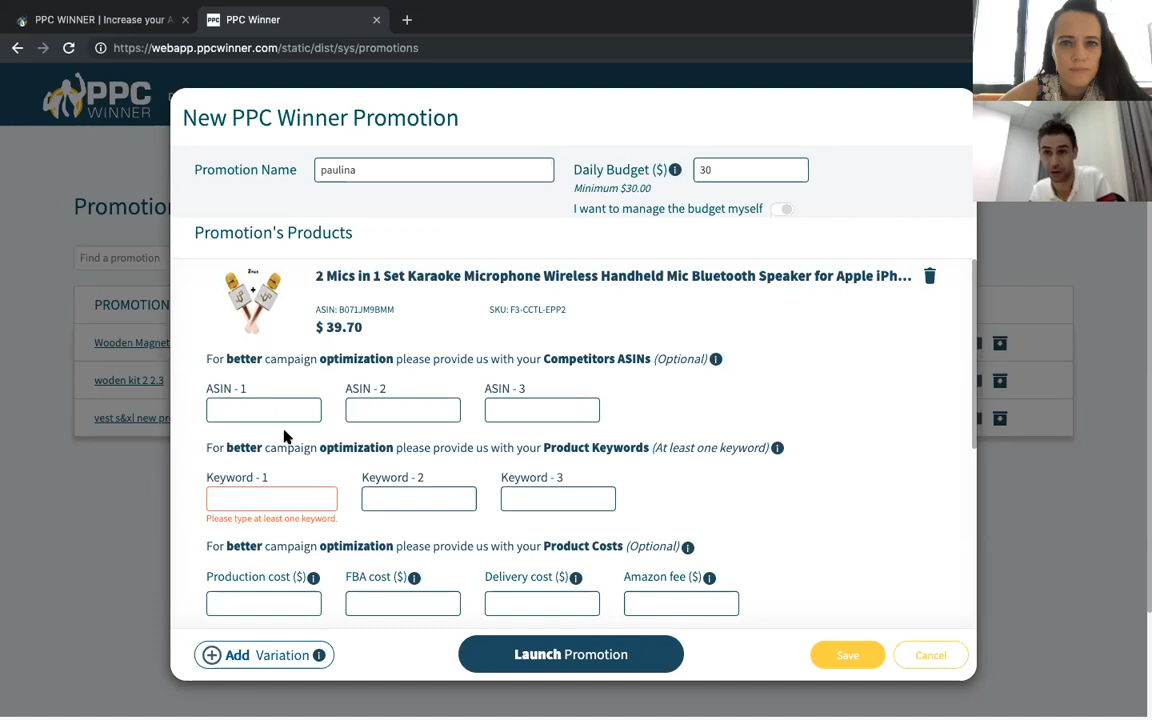 PPC WINNER | Increase your A
PPC Winner
https://webapp.ppcwinner.com/static/dist/sys/promotions
PPC
WINNER
New PPC Winner Promotion
Promotion Name
paulina
Daily Budget ($)
30
Minimum $30.00
I want to manage the budget myself
Promotion's Products
Find a promotion
PROMOTION
Wooden Magnet
woden kit 2 2.3
vest s&xl new pr
2 Mics in 1 Set Karaoke Microphone Wireless Handheld Mic Bluetooth Speaker for Apple iPh...
ASIN: B071JM9BMM
SKU: F3-CCTL-EPP2
$ 39.70
For better campaign optimization please provide us with your Competitors ASINs (Optional)
ASIN - 1
ASIN - 2
ASIN - 3
For better campaign optimization please provide us with your Product Keywords (At least one keyword)
Keyword - 1
Keyword - 2
Keyword - 3
Please type at least one keyword.
For better campaign optimization please provide us with your Product Costs (Optional)
Production cost ($)
FBA cost ($)
Delivery cost ($)
Amazon fee ($)
Add Variation
Launch Promotion
Save
Cancel